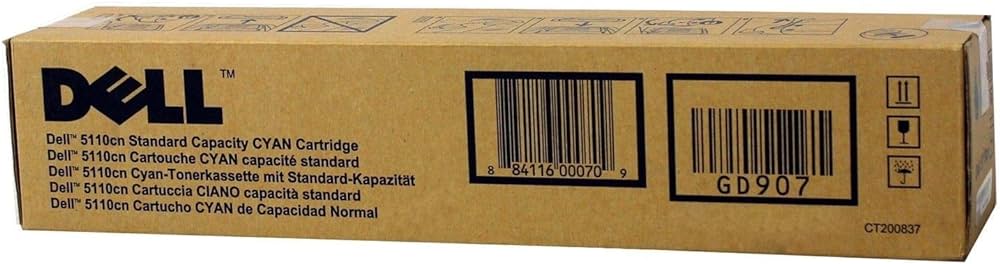 DELL™
Dell™ 5110cn Standard Capacity CYAN Cartridge
Dell™ 5110cn Cartouche CYAN capacité standard
Dell™ 5110cn Cyan-Tonerkassette mit Standard-Kapazität
Dell™ 5110cn Cartuccia CIANO capacità standard
Dell™ 5110cn Cartucho CYAN de Capacidad Normal
8 84116 00070 9
GD907
CT200837